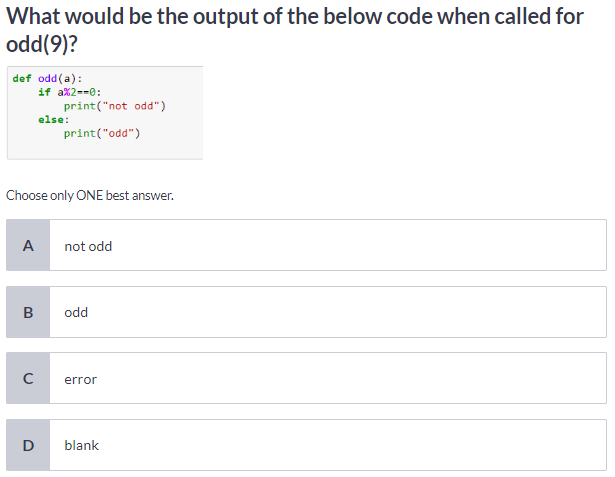 What would be the output of the below code when called for
odd(9)?
def odd(a):
    if a%2==0:
        print("not odd")
    else:
        print("odd")
Choose only ONE best answer.
A not odd
B odd
C error
D blank